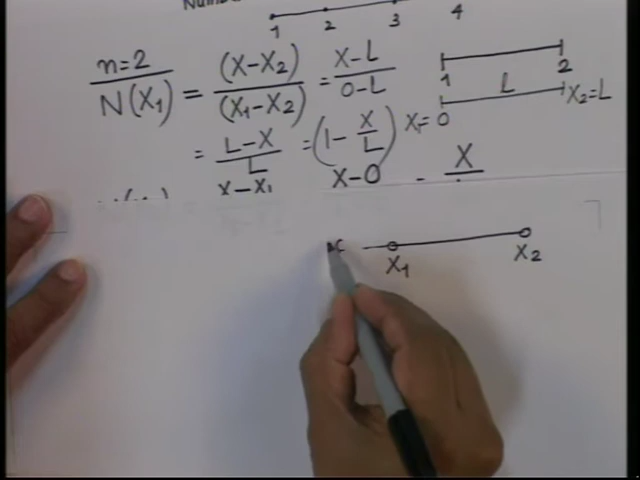 1 2 3 4
n=2
N(X₁) = (X-X₂)/(X₁-X₂) = X-L/0-L
1 2
L
X₁=0 X₂=L
= L-X/L = (1- X/L)
X-X₁ X-0 - X
X₁ X₂